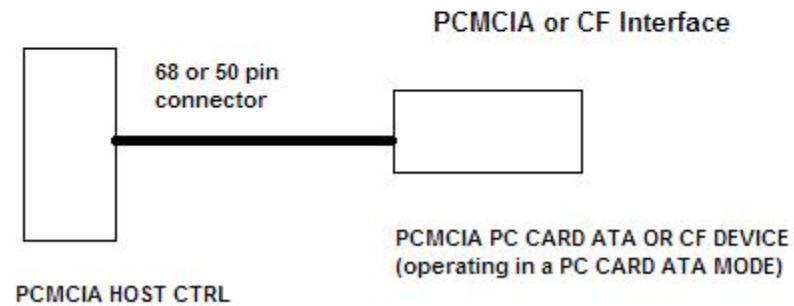 PCMCIA or CF Interface
68 or 50 pin
connector
PCMCIA PC CARD ATA OR CF DEVICE
(operating in a PC CARD ATA MODE)
PCMCIA HOST CTRL